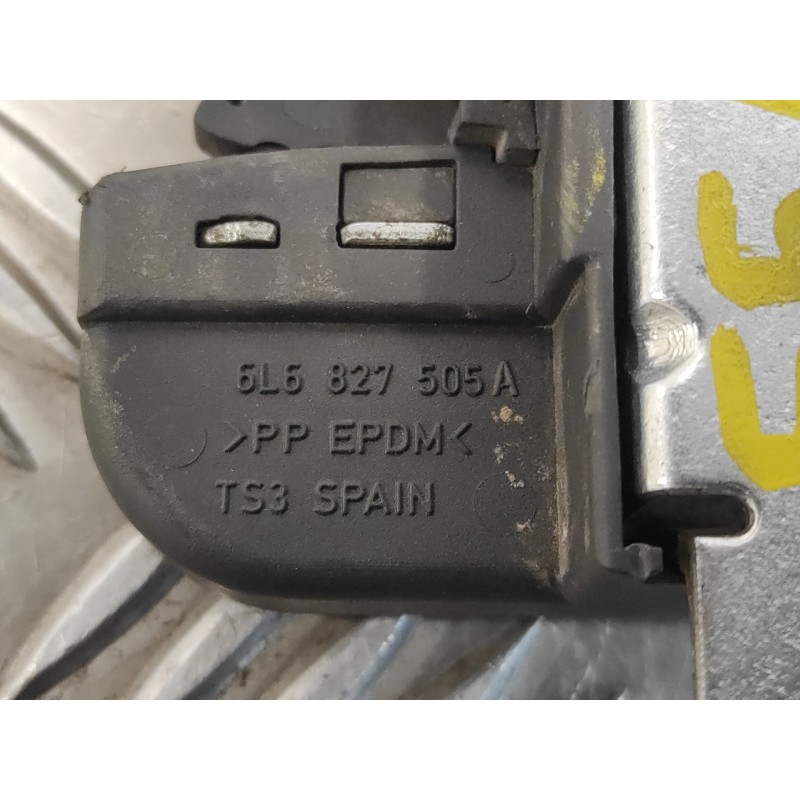 6L6 827 505 A
>PP EPDM<
TS3 SPAIN